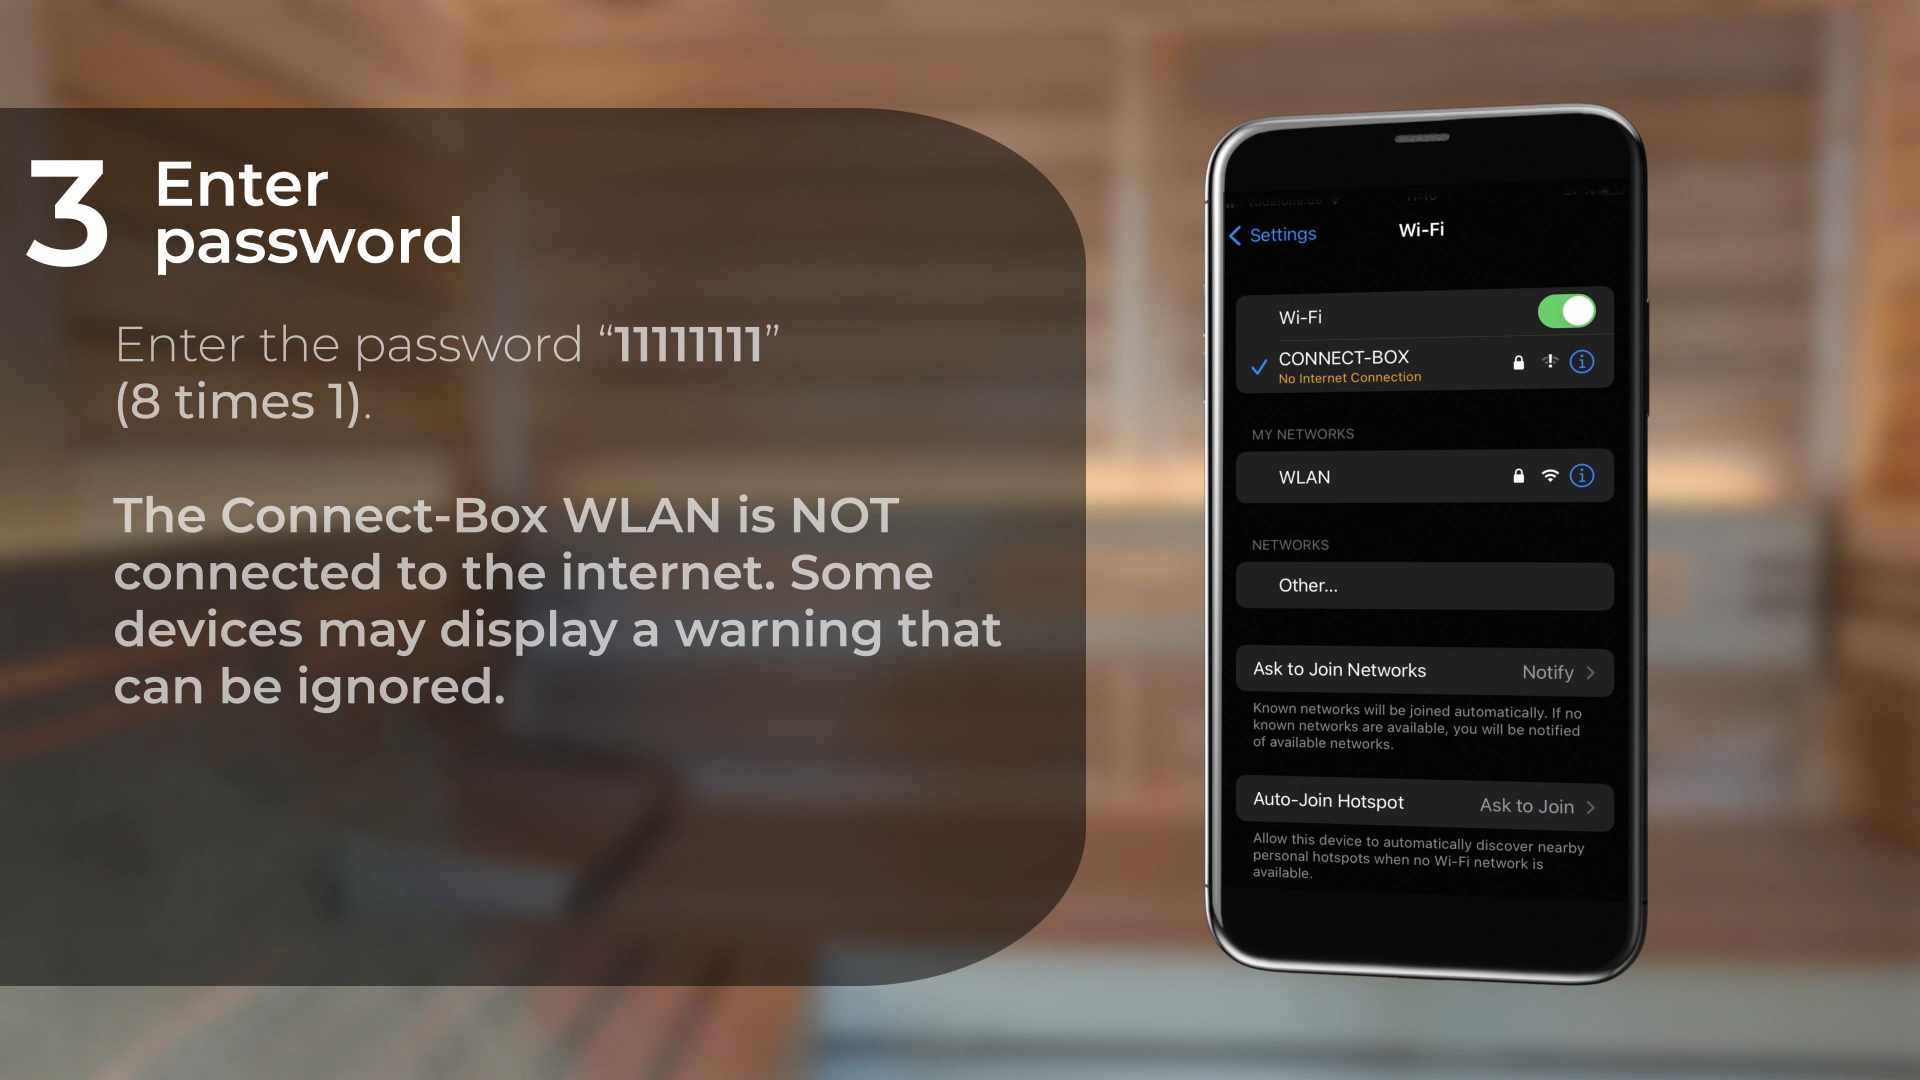 3 Enter
password
Enter the password “11111111”
(8 times 1).
The Connect-Box WLAN is NOT
connected to the internet. Some
devices may display a warning that
can be ignored.
Settings
Wi-Fi
Wi-Fi
CONNECT-BOX
No Internet Connection
MY NETWORKS
WLAN
NETWORKS
Other...
Ask to Join Networks Notify
Known networks will be joined automatically. If no
known networks are available, you will be notified
of available networks.
Auto-Join Hotspot Ask to Join
Allow this device to automatically discover nearby
personal hotspots when no Wi-Fi network is
available.